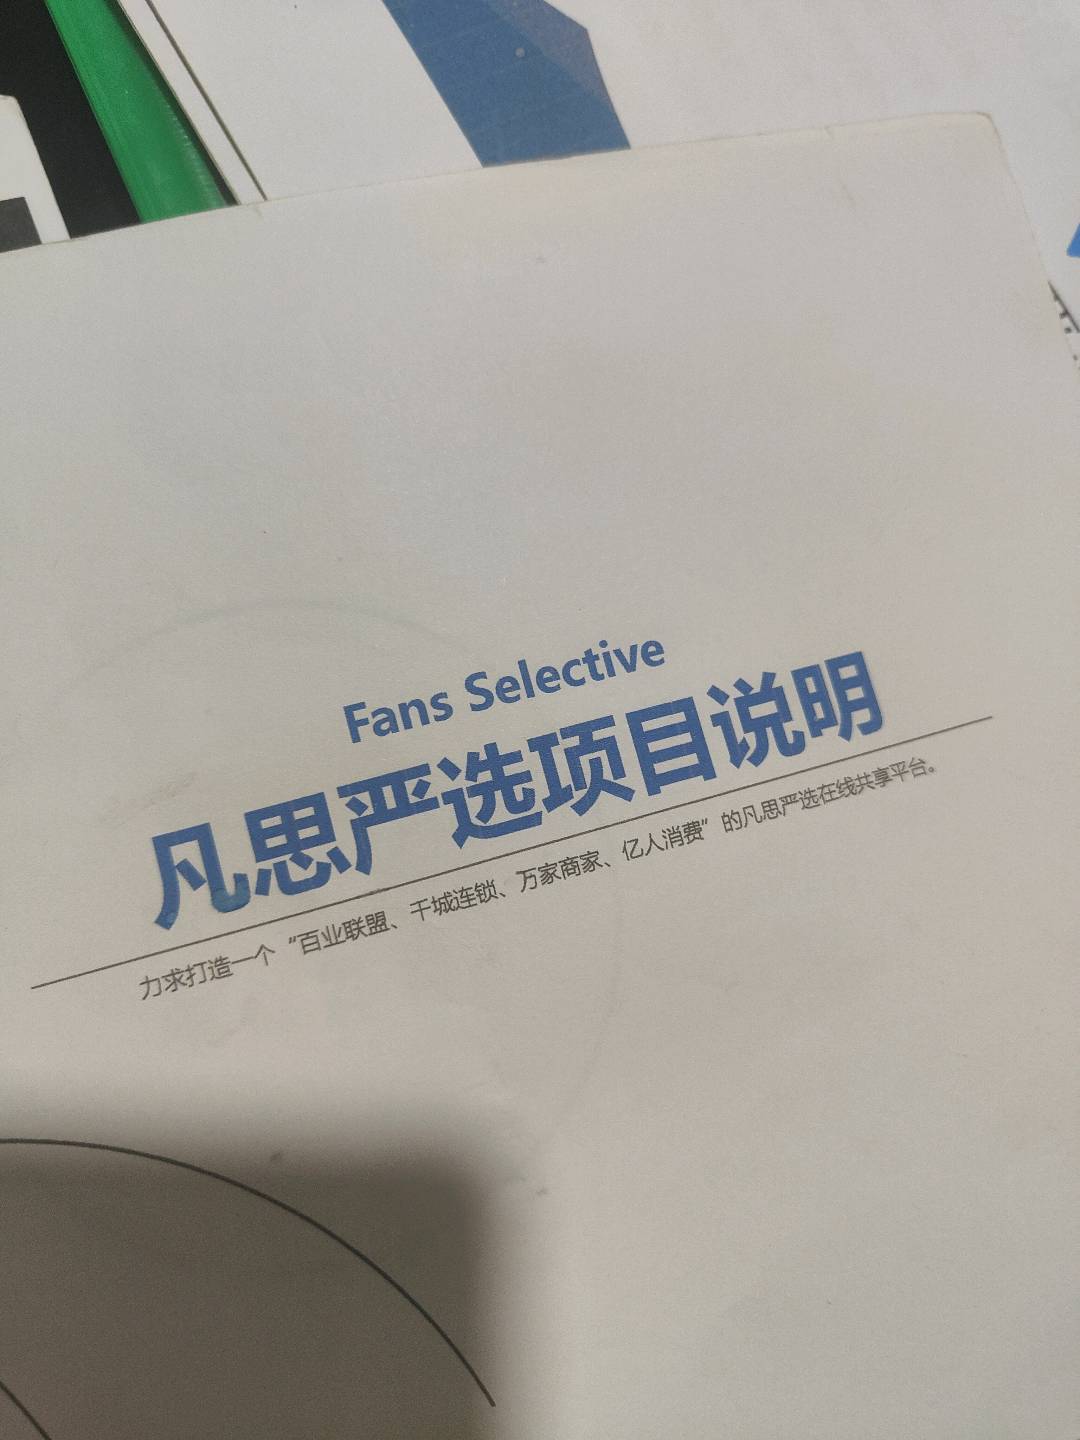 Fans Selective
凡思严选项目说明
力求打造一个“百业联盟、千城连锁、万家商家、亿人消费”的凡思严选在线共享平台。